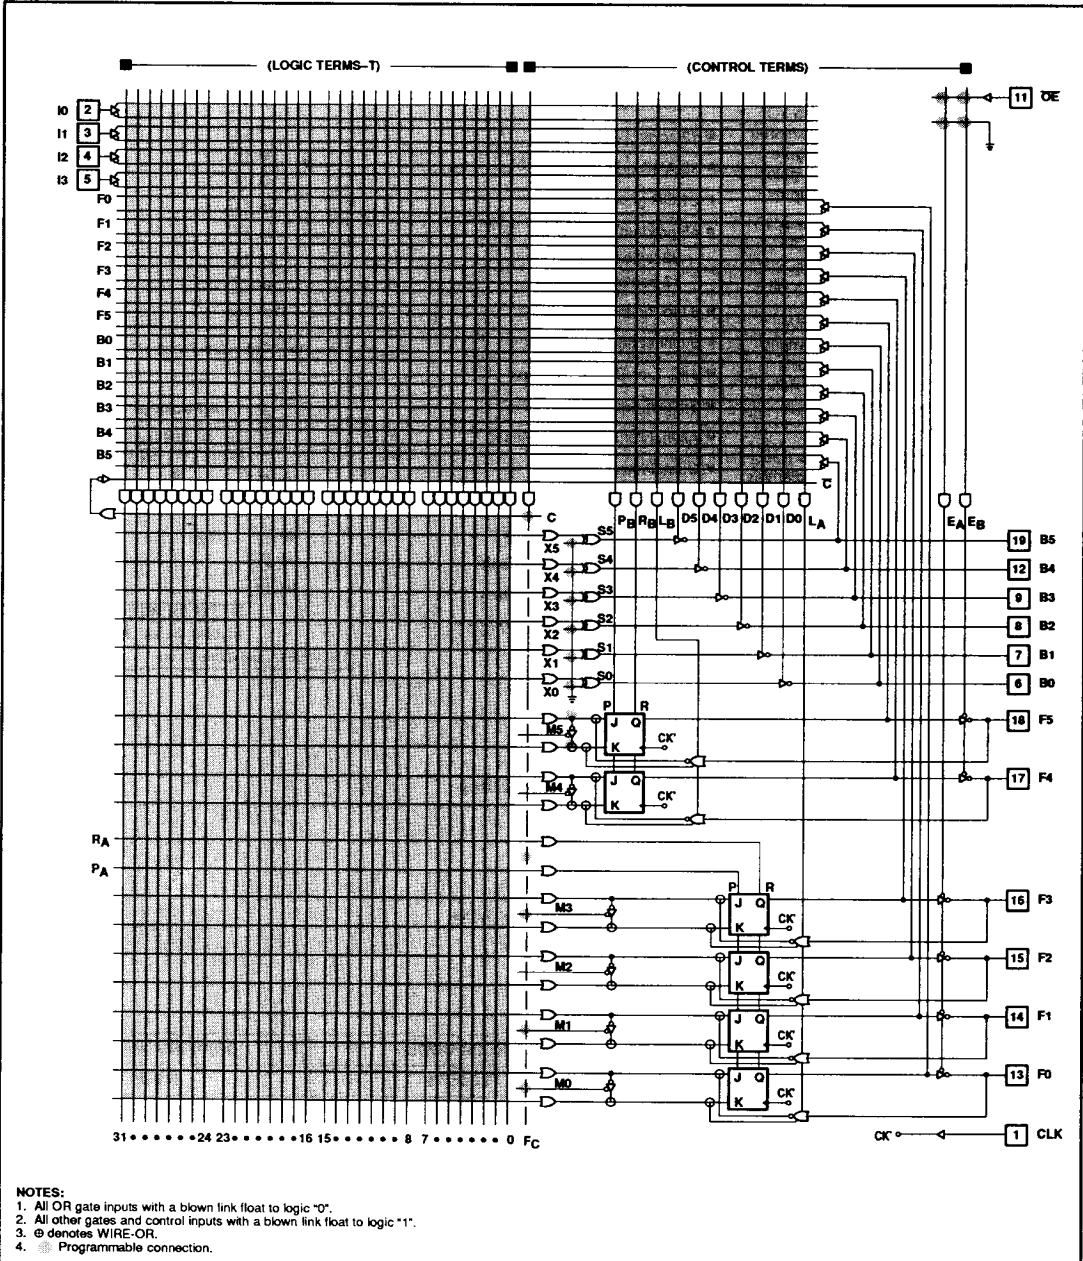 (LOGIC TERMS–T) (CONTROL TERMS)
11 OE
I0 2
I1 3
I2 4
I3 5
F0
F1
F2
F3
F4
F5
B0
B1
B2
B3
B4
B5
C
C PB RB LB D5 D4 D3 D2 D1 D0 LA EA EB
X5 S5 19 B5
X4 S4 12 B4
X3 S3 9 B3
X2 S2 8 B2
X1 S1 7 B1
X0 S0 6 B0
P R
M5 J Q 18 F5
K CK'
M4 J Q 17 F4
K CK'
RA
PA
P R
M3 J Q 16 F3
K CK'
M2 J Q 15 F2
K CK'
M1 J Q 14 F1
K CK'
M0 J Q 13 F0
K CK'
31 • • • • • • 24 23 • • • • • • 16 15 • • • • • • 8 7 • • • • • • 0 FC CK' 1 CLK
NOTES:
1. All OR gate inputs with a blown link float to logic "0".
2. All other gates and control inputs with a blown link float to logic "1".
3. ⊕ denotes WIRE-OR.
4. Programmable connection.